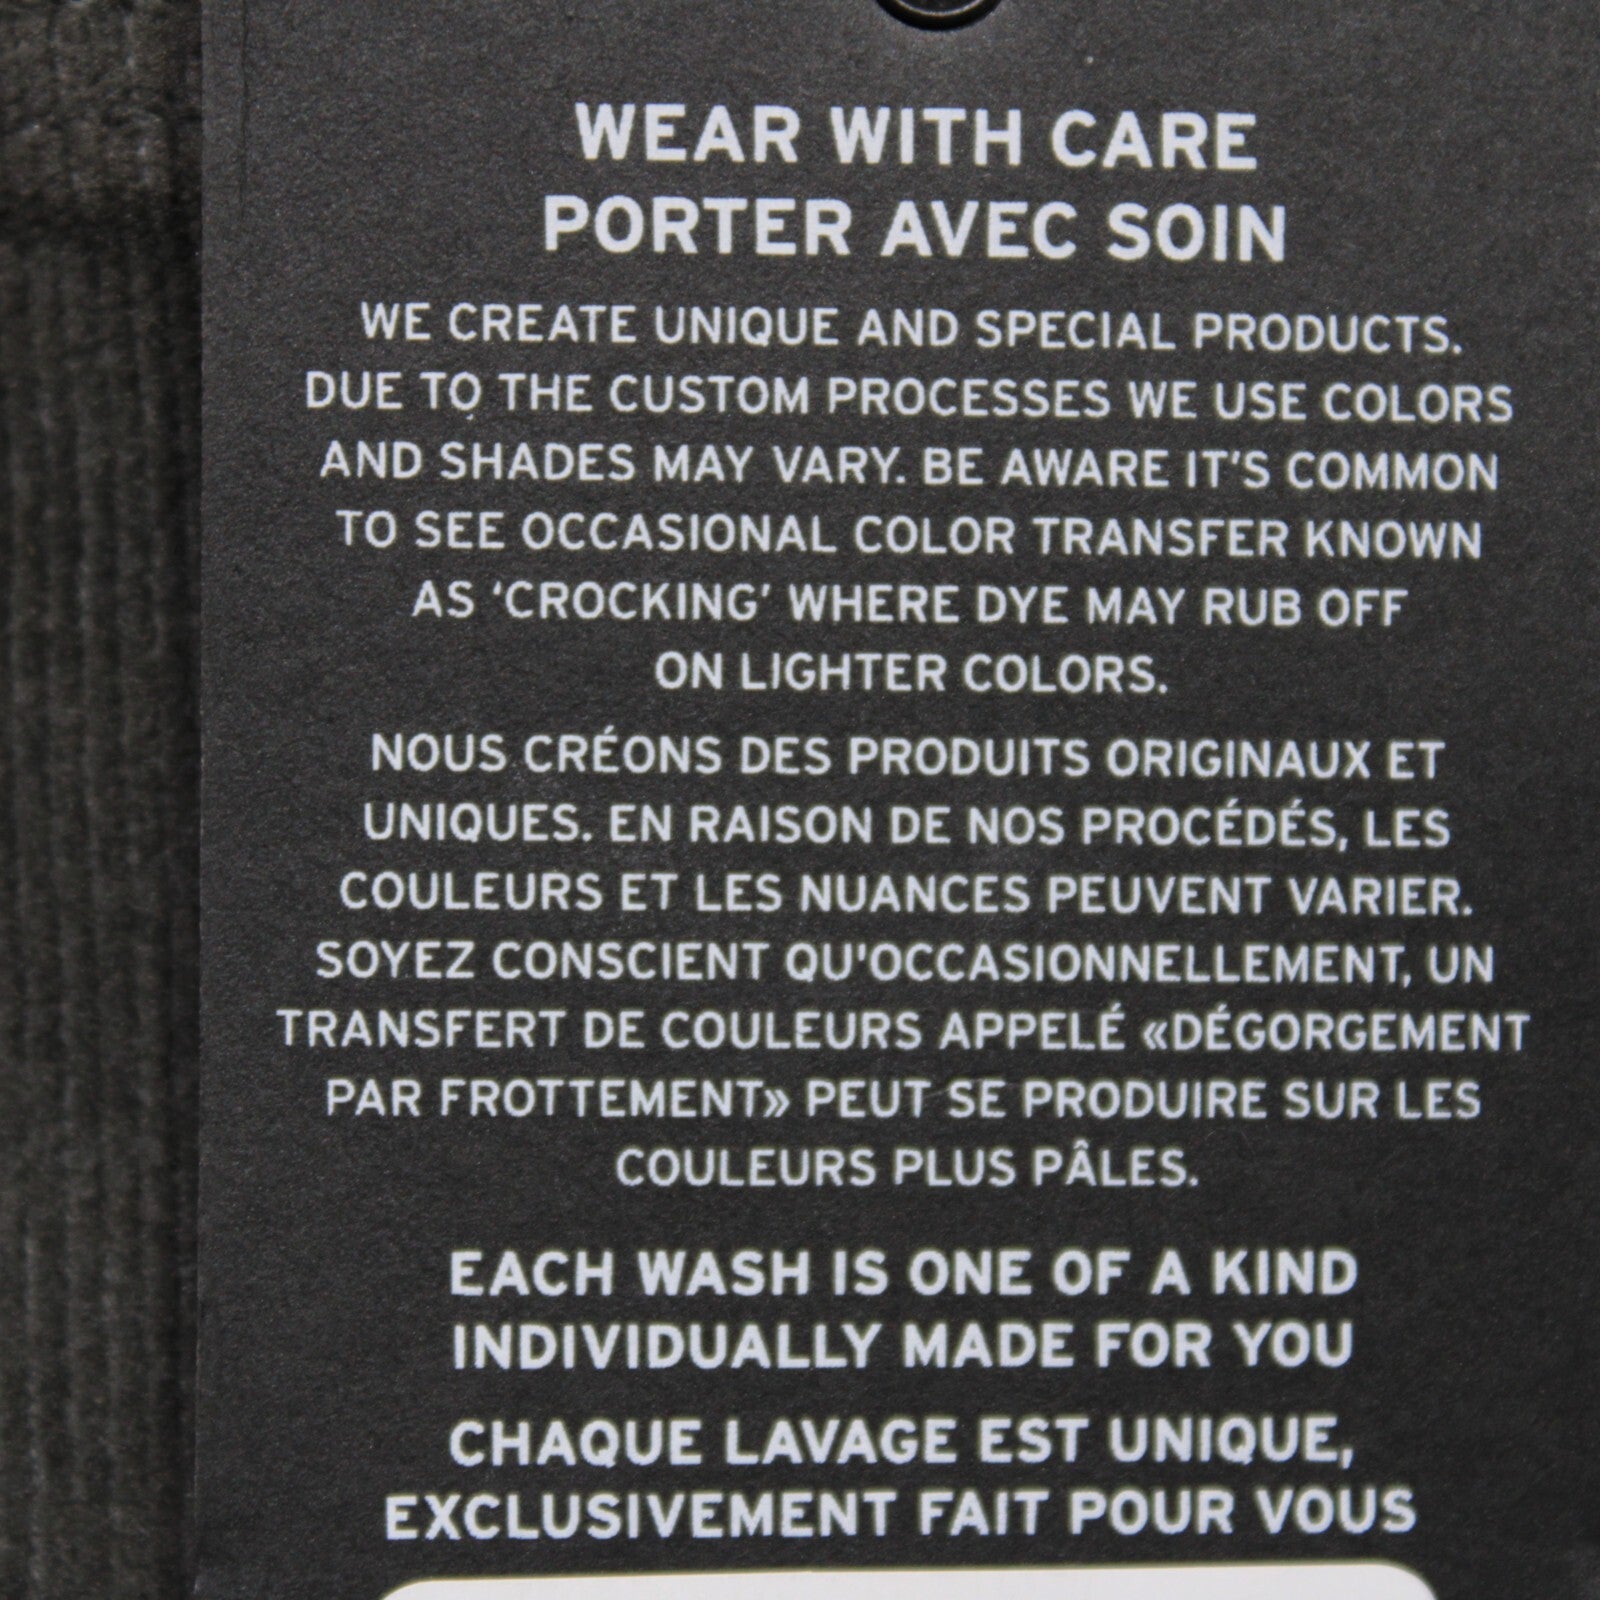 WEAR WITH CARE
PORTER AVEC SOIN
WE CREATE UNIQUE AND SPECIAL PRODUCTS.
DUE TO THE CUSTOM PROCESSES WE USE COLORS
AND SHADES MAY VARY. BE AWARE IT'S COMMON
TO SEE OCCASIONAL COLOR TRANSFER KNOWN
AS ‘CROCKING’ WHERE DYE MAY RUB OFF
ON LIGHTER COLORS.
NOUS CRÉONS DES PRODUITS ORIGINAUX ET
UNIQUES. EN RAISON DE NOS PROCÉDÉS, LES
COULEURS ET LES NUANCES PEUVENT VARIER.
SOYEZ CONSCIENT QU'OCCASIONNELLEMENT, UN
TRANSFERT DE COULEURS APPELÉ «DÉGORGEMENT
PAR FROTTEMENT» PEUT SE PRODUIRE SUR LES
COULEURS PLUS PÂLES.
EACH WASH IS ONE OF A KIND
INDIVIDUALLY MADE FOR YOU
CHAQUE LAVAGE EST UNIQUE,
EXCLUSIVEMENT FAIT POUR VOUS